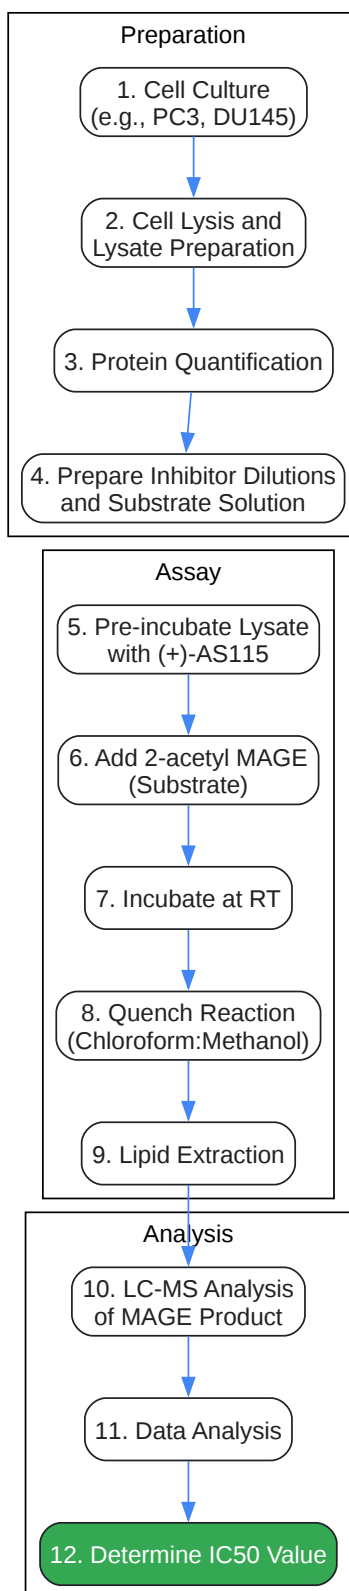 Preparation
1. Cell Culture
(e.g., PC3, DU145)
2. Cell Lysis and
Lysate Preparation
3. Protein Quantification
4. Prepare Inhibitor Dilutions
and Substrate Solution
Assay
5. Pre-incubate Lysate
with (+)-AS115
6. Add 2-acetyl MAGE
(Substrate)
7. Incubate at RT
8. Quench Reaction
(Chloroform:Methanol)
9. Lipid Extraction
Analysis
10. LC-MS Analysis
of MAGE Product
11. Data Analysis
12. Determine IC50 Value